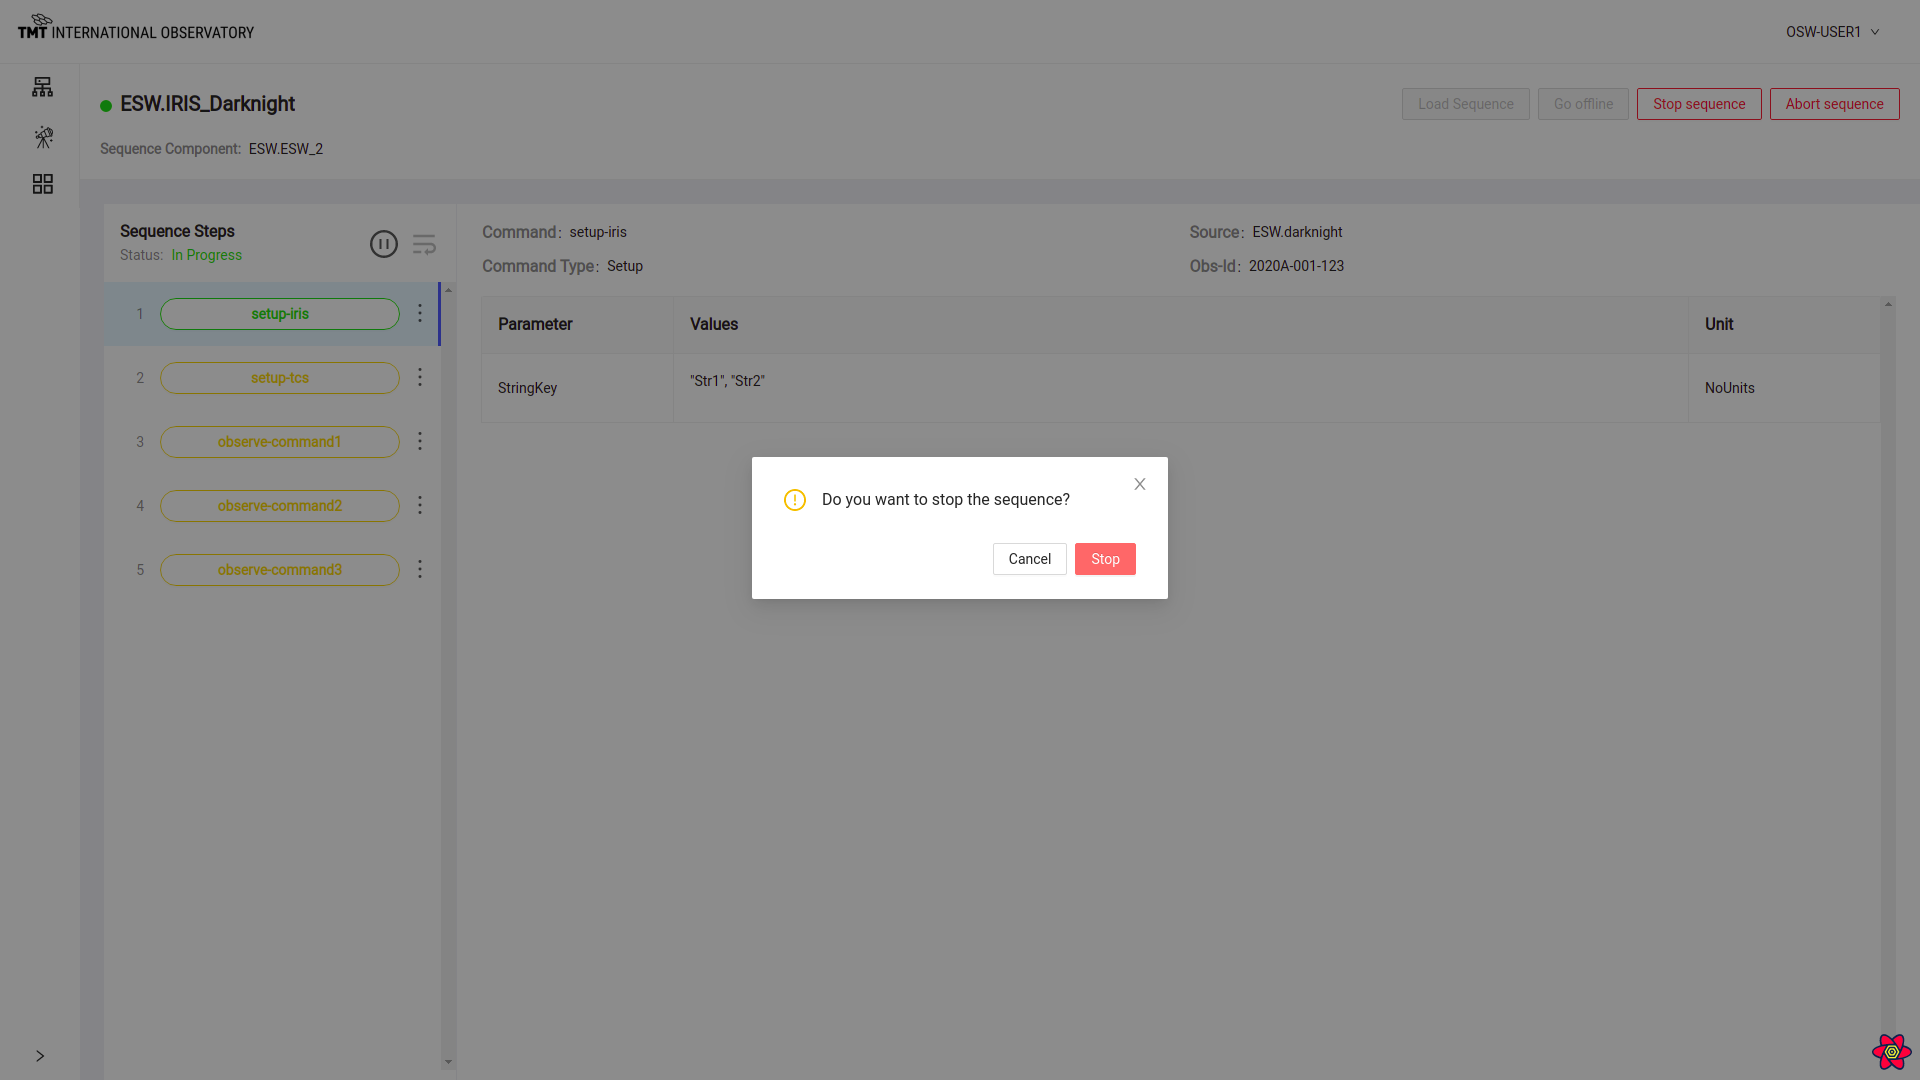 TMT INTERNATIONAL OBSERVATORY
OSW-USER1
ESW.IRIS_Darknight
Load Sequence
Go offline
Stop sequence
Abort sequence
Sequence Component: ESW.ESW_2
Sequence Steps
Status: In Progress
1 setup-iris
2 setup-tcs
3 observe-command1
4 observe-command2
5 observe-command3
Command: setup-iris
Source: ESW.darknight
Command Type: Setup
Obs-Id: 2020A-001-123
Parameter Values Unit
StringKey "Str1", "Str2" NoUnits
Do you want to stop the sequence?
Cancel Stop